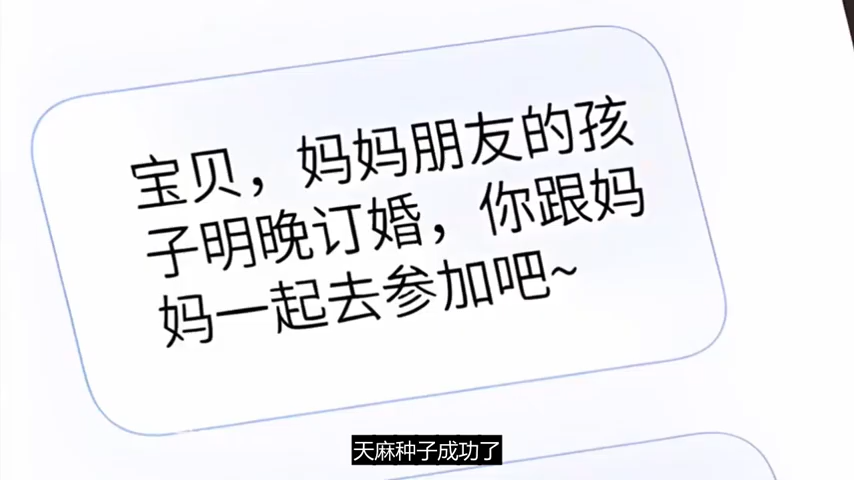 宝贝，妈妈朋友的孩
子明晚订婚，你跟妈
妈一起去参加吧~
天麻种子成功了